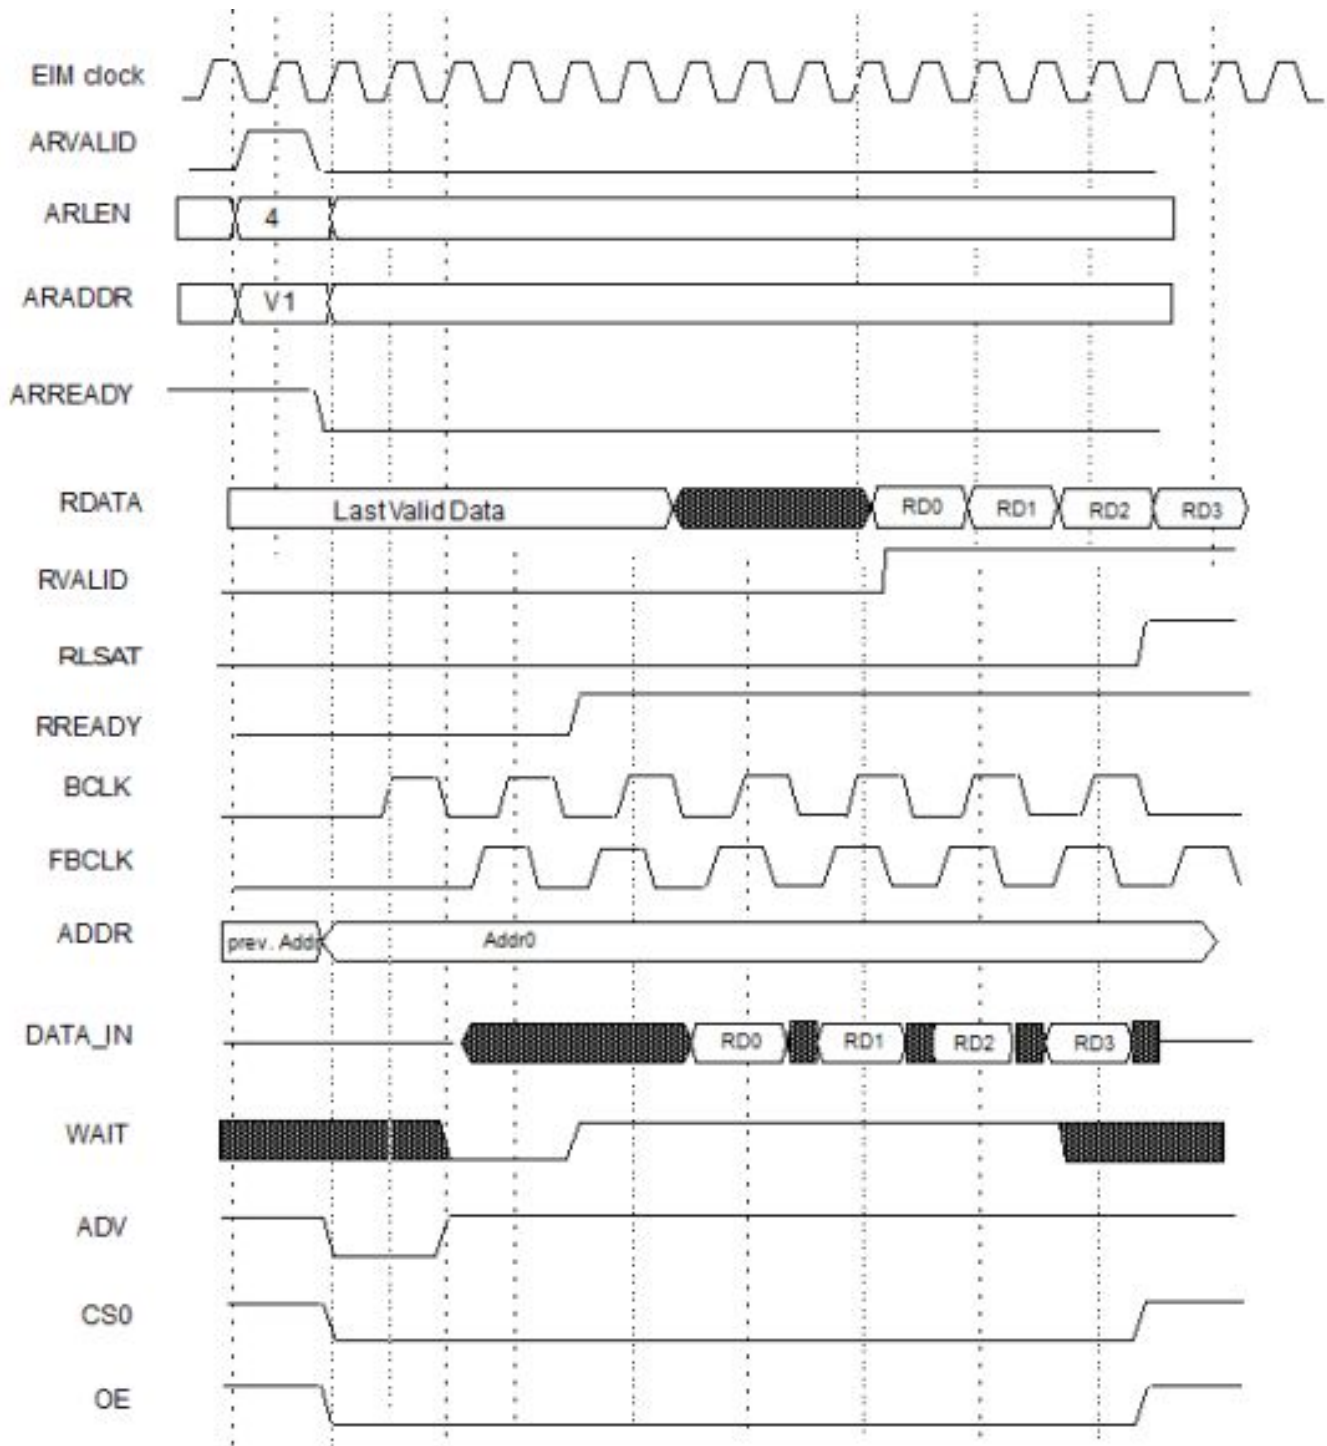 EIM clock
ARVALID
ARLEN 4
ARADDR V1
ARREADY
RDATA Last Valid Data RD0 RD1 RD2 RD3
RVALID
RLSAT
RREADY
BCLK
FBCLK
ADDR prev. Addr Addr0
DATA_IN RD0 RD1 RD2 RD3
WAIT
ADV
CS0
OE